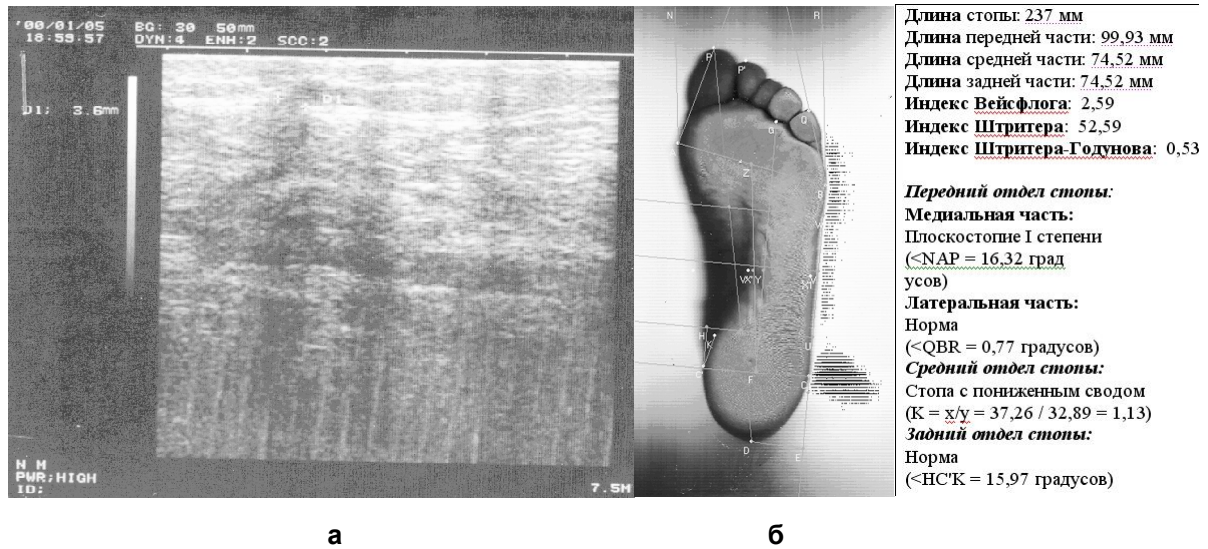 '00/01/05
18:59:57
BG: 30 50mm
DYN:4 ENH:2 SCC:2
D1; 3.6mm
D1
N M
PWR;HIGH
ID;
7.5M
N
R
P
P'
Q
Z
B
Y
H
K
U
F
D
E
Длина стопы: 237 мм
Длина передней части: 99,93 мм
Длина средней части: 74,52 мм
Длина задней части: 74,52 мм
Индекс Вейсфлога: 2,59
Индекс Штритера: 52,59
Индекс Штритера-Годунова: 0,53
Передний отдел стопы:
Медиальная часть:
Плоскостопие I степени
(<NAP = 16,32 град
усов)
Латеральная часть:
Норма
(<QBR = 0,77 градусов)
Средний отдел стопы:
Стопа с пониженным сводом
(K = x/y = 37,26 / 32,89 = 1,13)
Задний отдел стопы:
Норма
(<HC'K = 15,97 градусов)
а
б